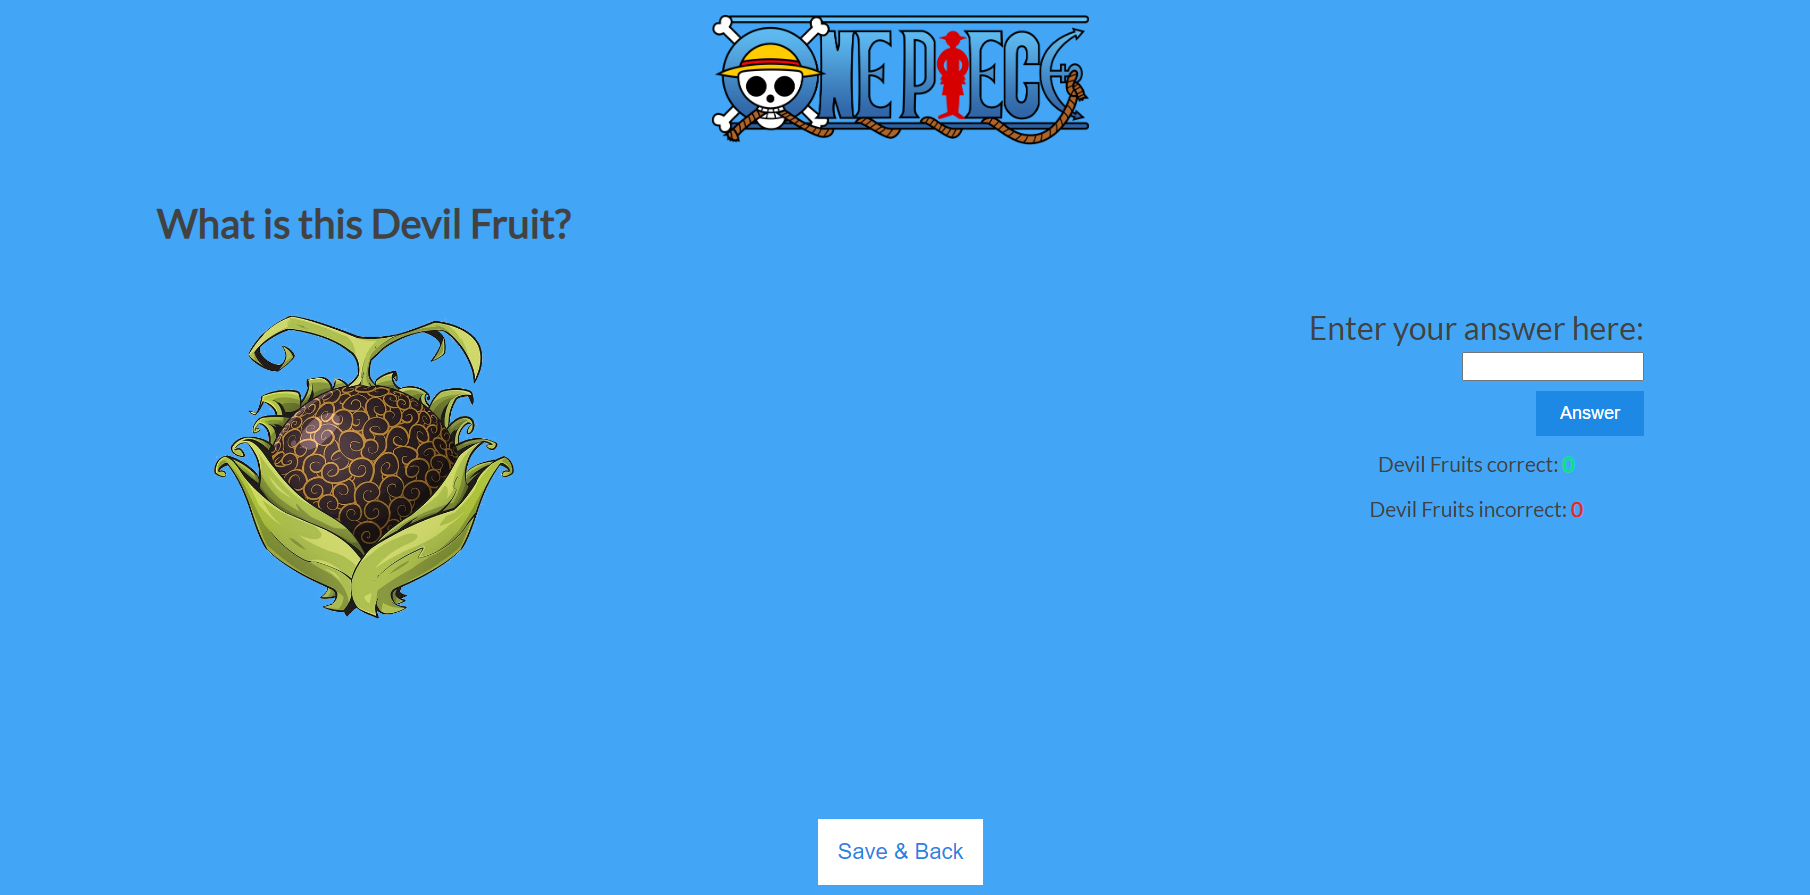 ONE PIECE
What is this Devil Fruit?
Enter your answer here:
Answer
Devil Fruits correct: 0
Devil Fruits incorrect: 0
Save & Back